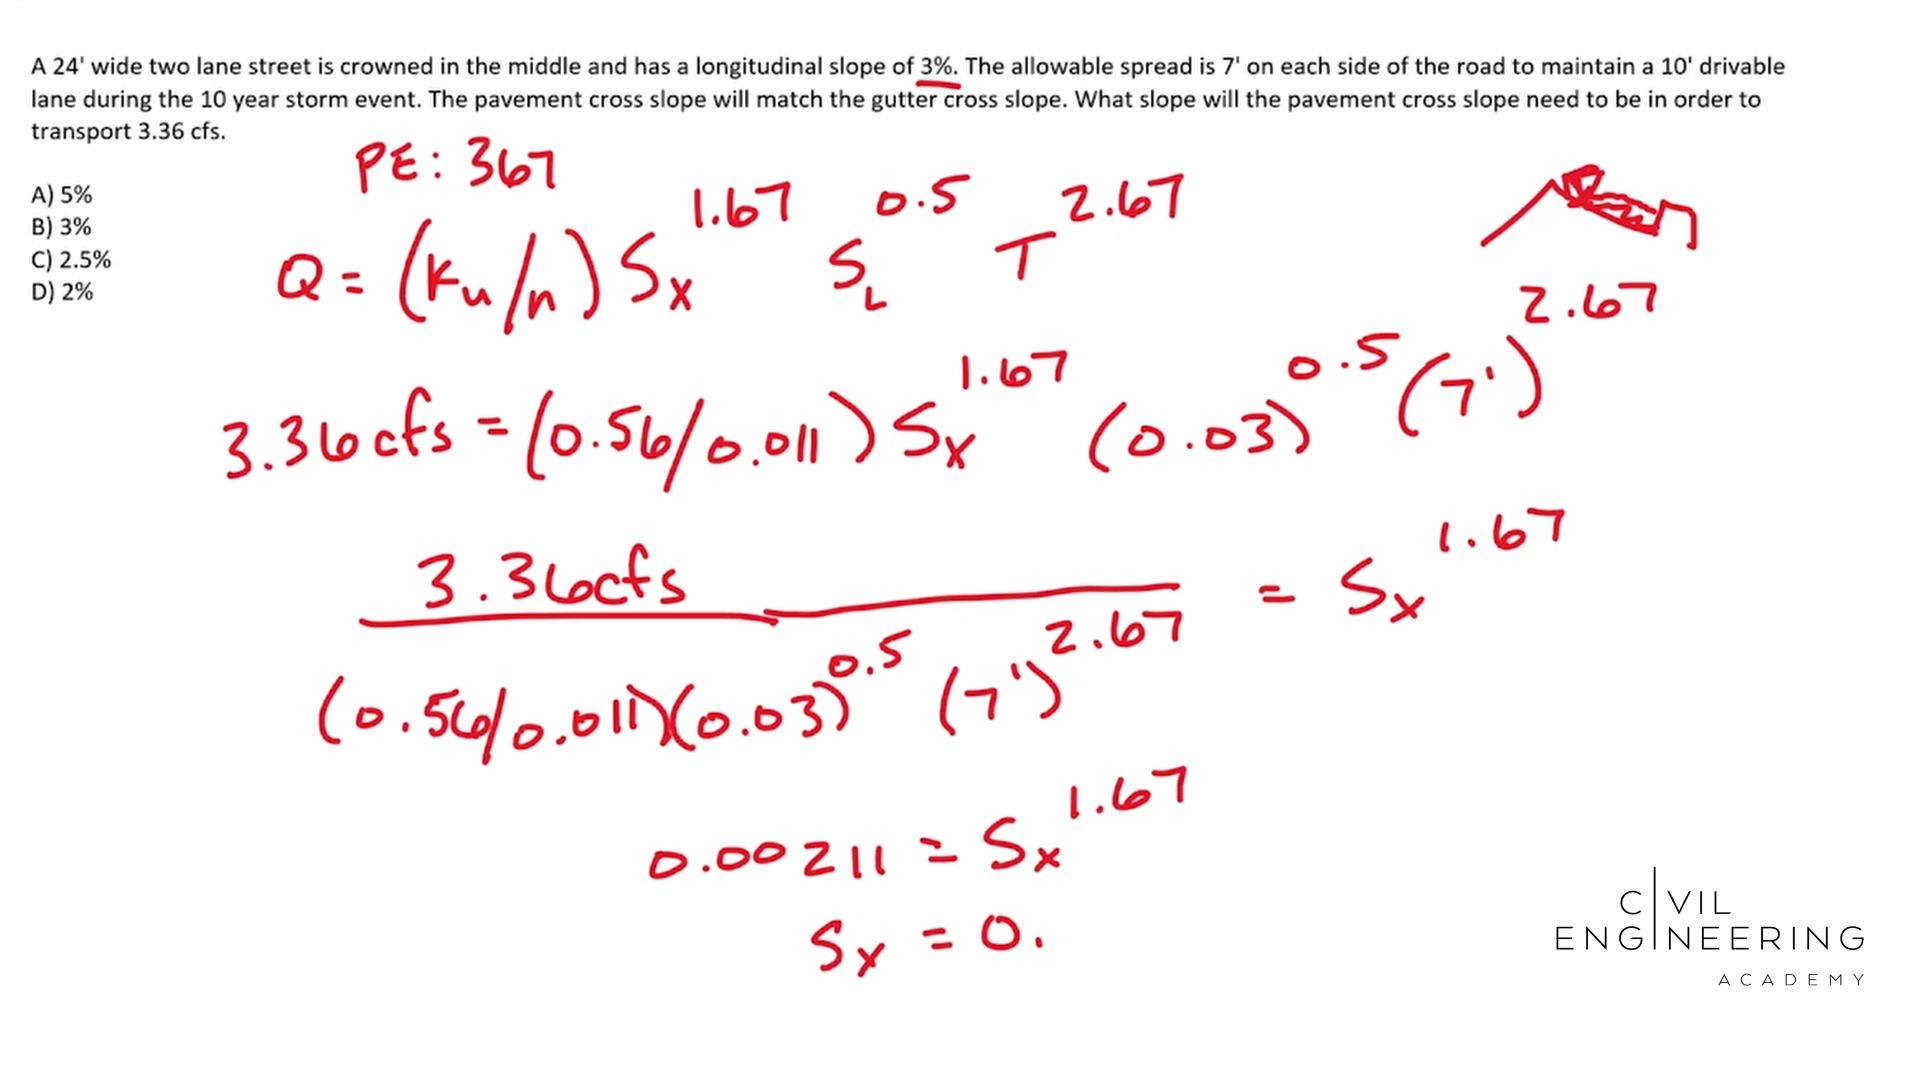 A 24' wide two lane street is crowned in the middle and has a longitudinal slope of 3%. The allowable spread is 7' on each side of the road to maintain a 10' drivable
lane during the 10 year storm event. The pavement cross slope will match the gutter cross slope. What slope will the pavement cross slope need to be in order to
transport 3.36 cfs.
PE: 367
A) 5%
B) 3%
C) 2.5%
D) 2%
Q = (Ku/n) Sx^1.67 SL^0.5 T^2.67
3.36 cfs = (0.56/0.011) Sx^1.67 (0.03)^0.5 (7')^2.67
3.36cfs
= Sx^1.67
(0.56/0.011)(0.03)^0.5 (7')^2.67
0.00211 = Sx^1.67
Sx = 0.
CIVIL
ENGINEERING
ACADEMY